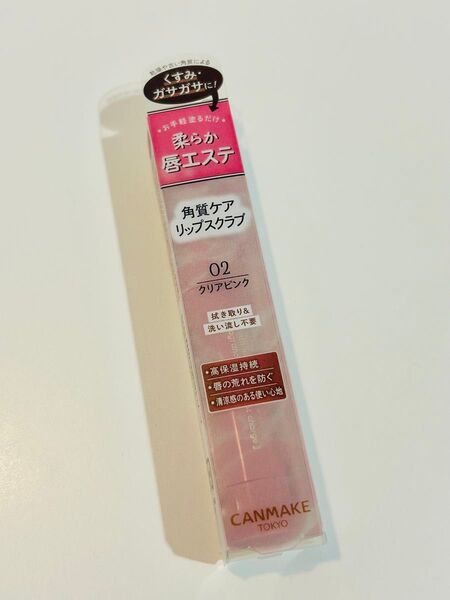 乾燥や古い角質による
くすみ・
ガサガサに!
お手軽塗るだけ
柔らか
唇エステ
角質ケア
リップスクラブ
02
クリアピンク
拭き取り&
洗い流し不要
・高保湿持続
・唇の荒れを防ぐ
・清涼感のある使い心地
CANMAKE
TOKYO